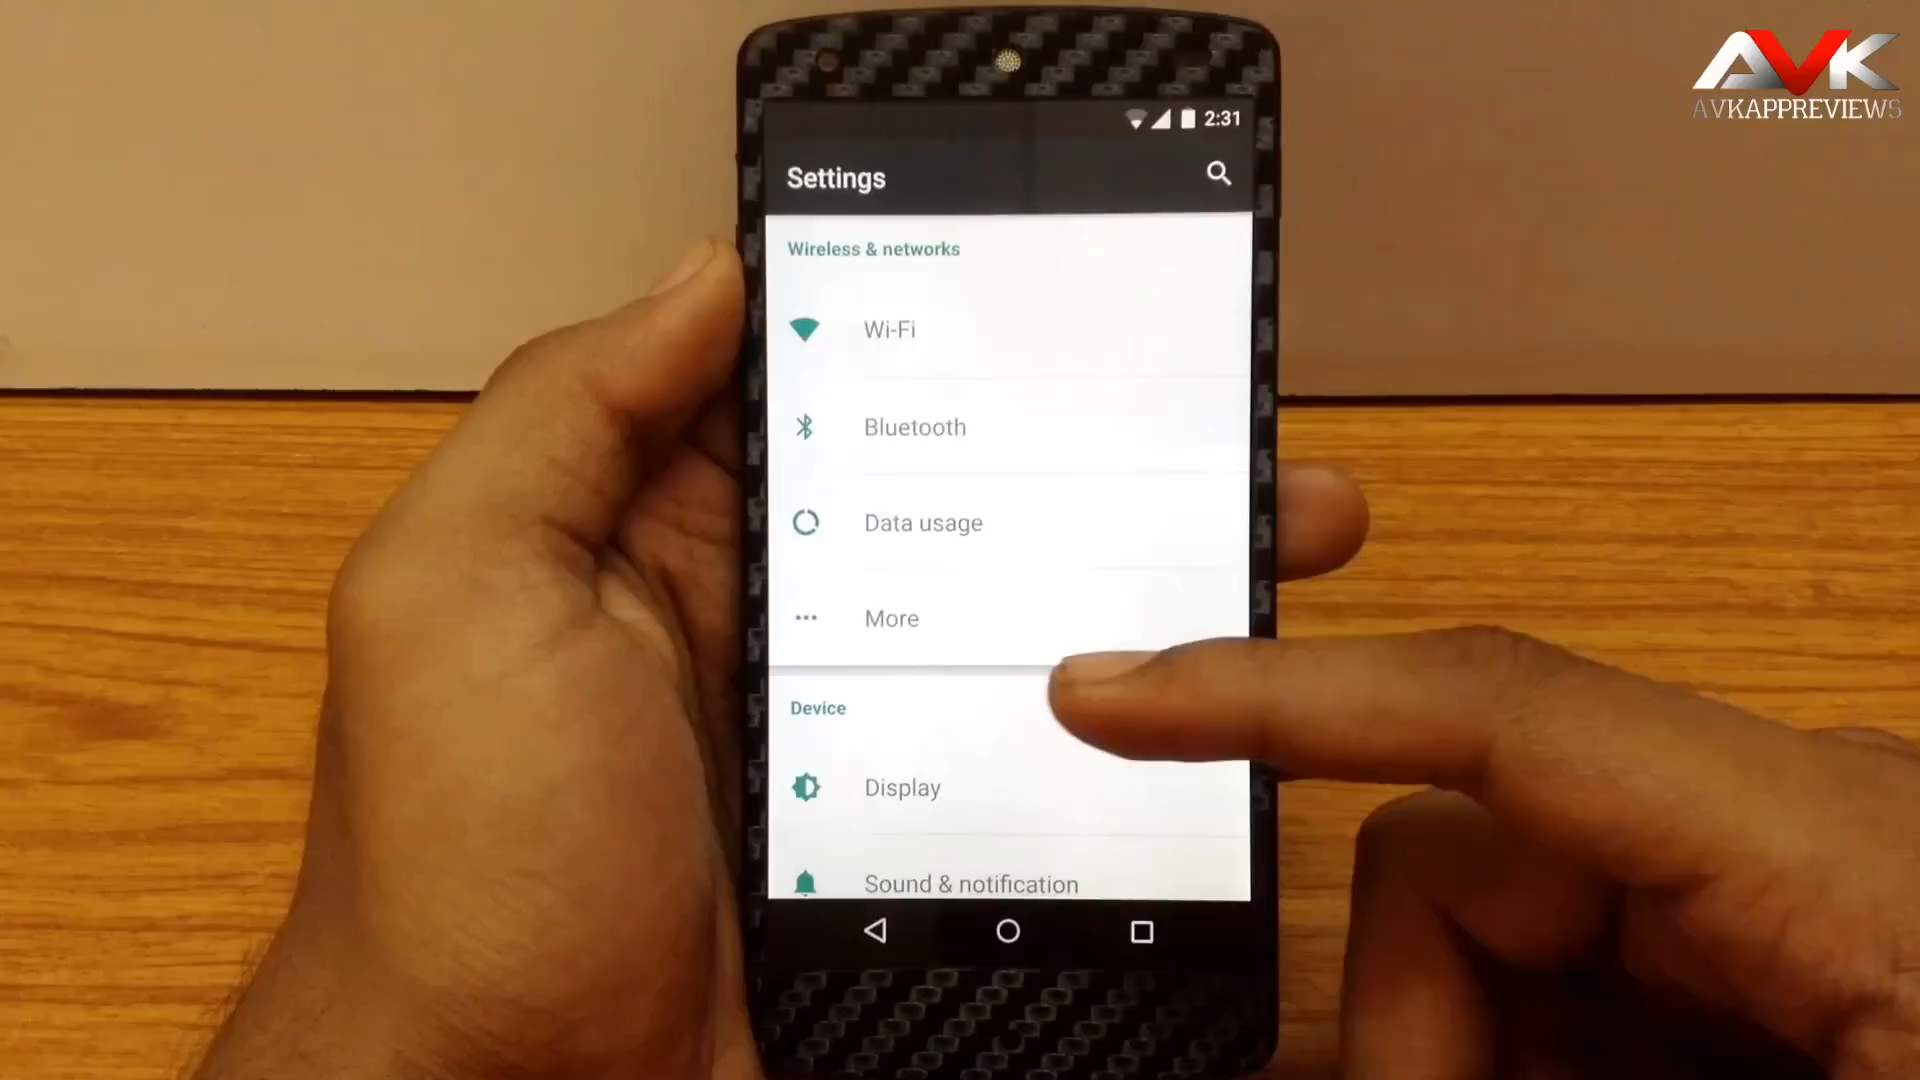 AVK
AVKAPPREVIEWS
2:31
Settings
Wireless & networks
Wi-Fi
Bluetooth
Data usage
More
Device
Display
Sound & notification